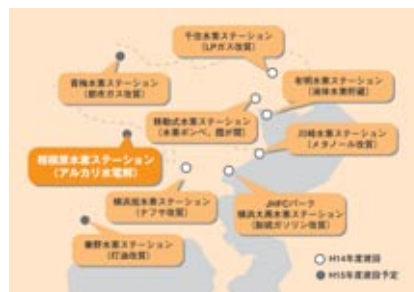 千住水素ステーション
(LPガス改質)
青梅水素ステーション
(都市ガス改質)
有明水素ステーション
(液体水素貯蔵)
移動式水素ステーション
(水素ボンベ、霞が関)
川崎水素ステーション
(メタノール改質)
相模原水素ステーション
(アルカリ水電解)
横浜旭水素ステーション
(ナフサ改質)
JHFCパーク
横浜大黒水素ステーション
(脱硫ガソリン改質)
秦野水素ステーション
(灯油改質)
H14年度建設
H15年度建設予定